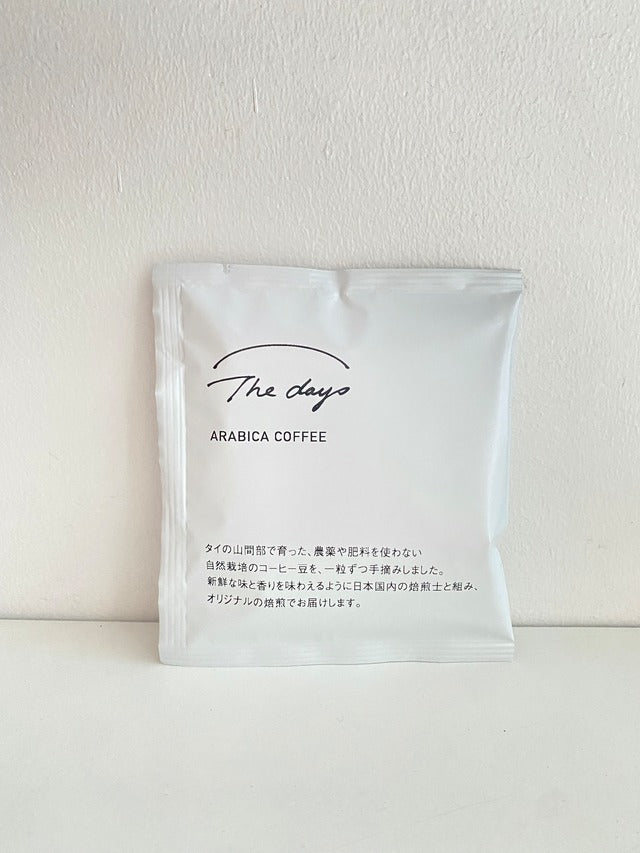 The days
ARABICA COFFEE
タイの山間部で育った、農薬や肥料を使わない
自然栽培のコーヒー豆を、一粒ずつ手摘みしました。
新鮮な味と香りを味わえるように日本国内の焙煎士と組み、
オリジナルの焙煎でお届けします。